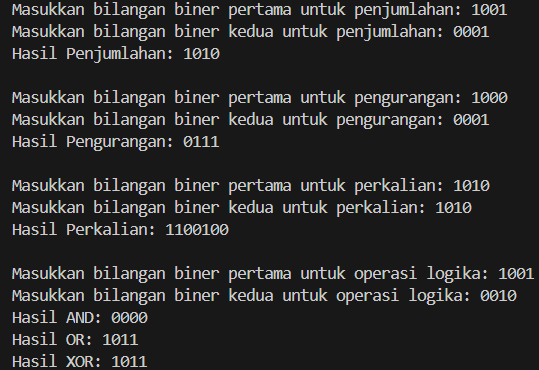 Masukkan bilangan biner pertama untuk penjumlahan: 1001
Masukkan bilangan biner kedua untuk penjumlahan: 0001
Hasil Penjumlahan: 1010
Masukkan bilangan biner pertama untuk pengurangan: 1000
Masukkan bilangan biner kedua untuk pengurangan: 0001
Hasil Pengurangan: 0111
Masukkan bilangan biner pertama untuk perkalian: 1010
Masukkan bilangan biner kedua untuk perkalian: 1010
Hasil Perkalian: 1100100
Masukkan bilangan biner pertama untuk operasi logika: 1001
Masukkan bilangan biner kedua untuk operasi logika: 0010
Hasil AND: 0000
Hasil OR: 1011
Hasil XOR: 1011